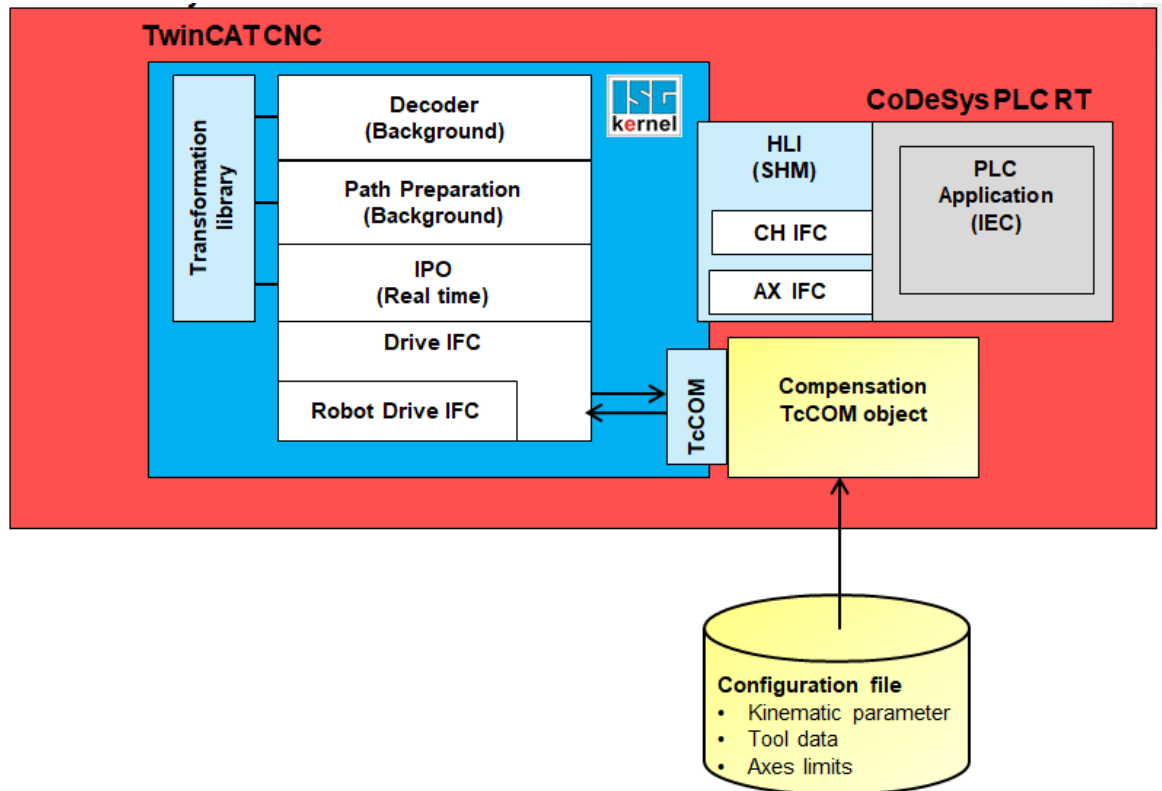 TwinCAT CNC
Transformation
library
Decoder
(Background)
Path Preparation
(Background)
IPO
(Real time)
Drive IFC
Robot Drive IFC
ISG
kernel
CoDeSys PLC RT
HLI
(SHM)
CH IFC
AX IFC
PLC
Application
(IEC)
TcCOM
Compensation
TcCOM object
Configuration file
• Kinematic parameter
• Tool data
• Axes limits